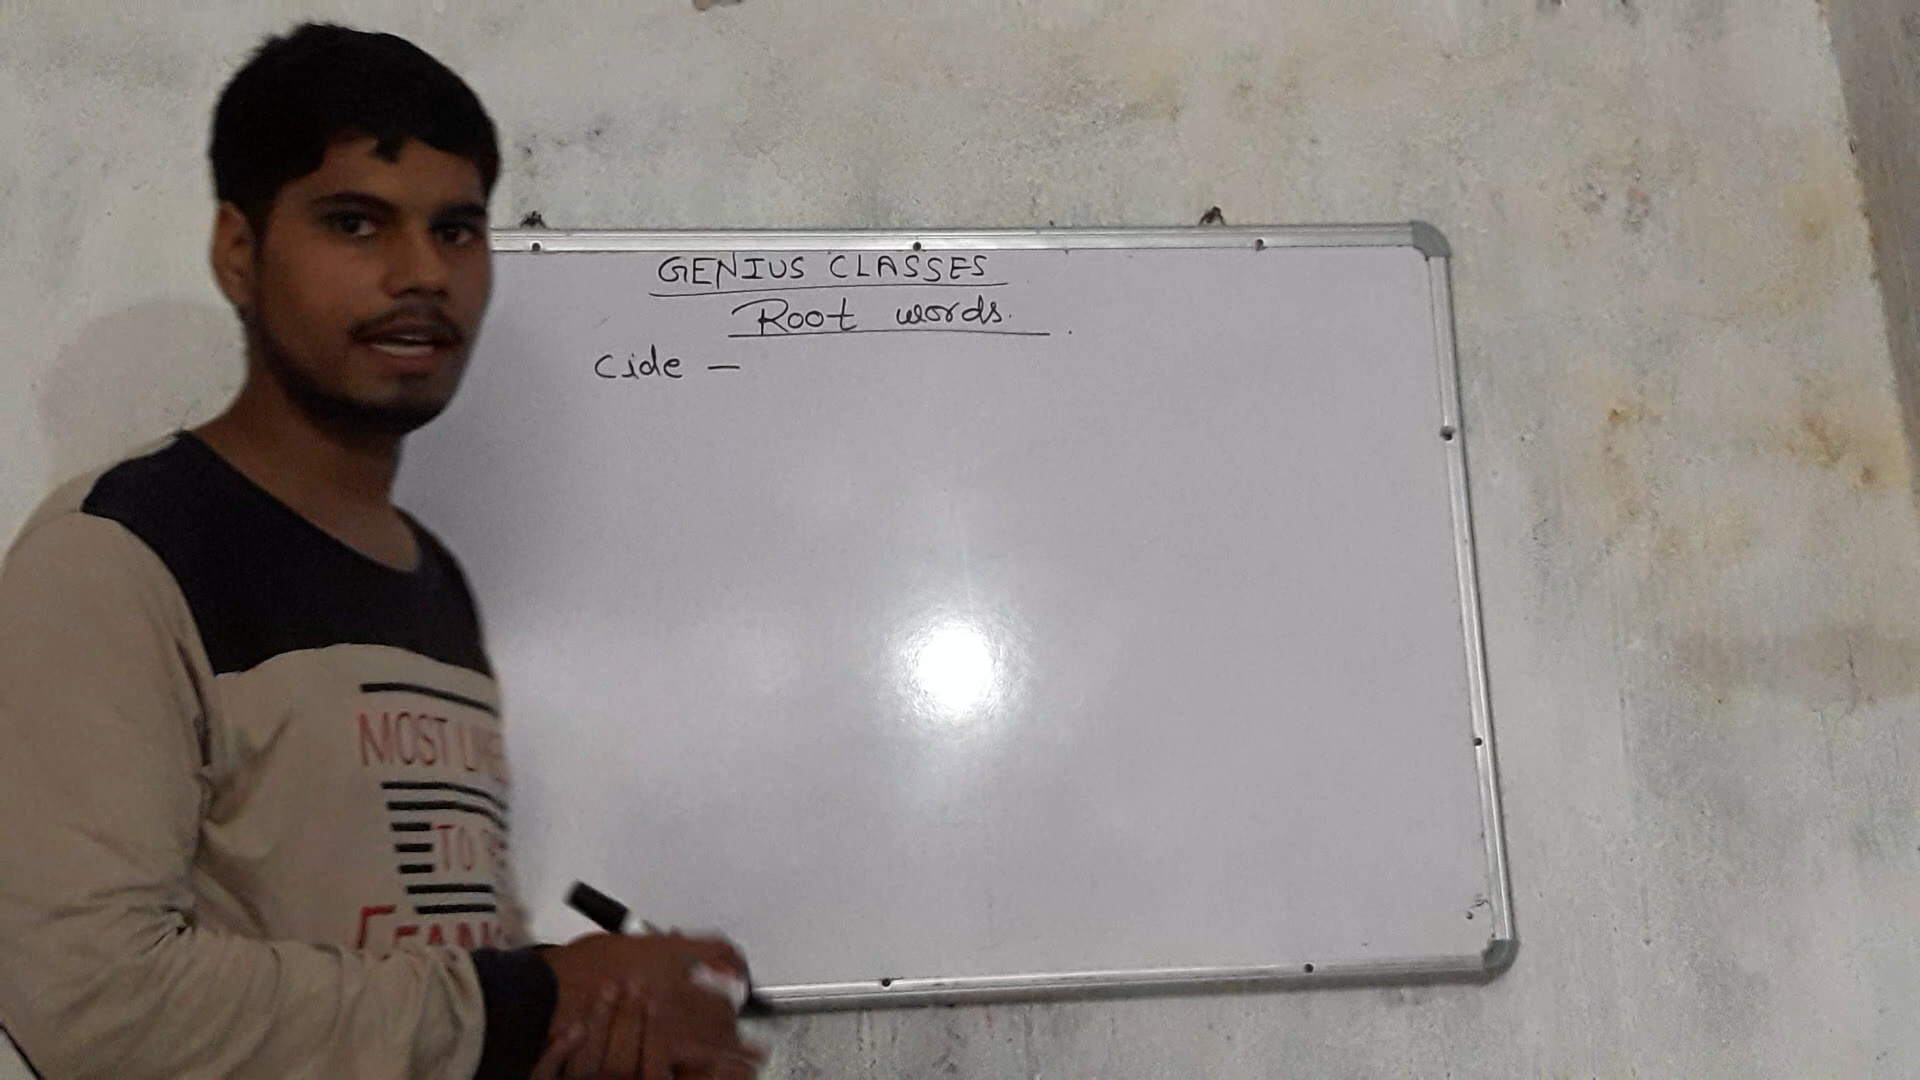 GENIUS CLASSES
Root words.
Cide –
MOST
TO